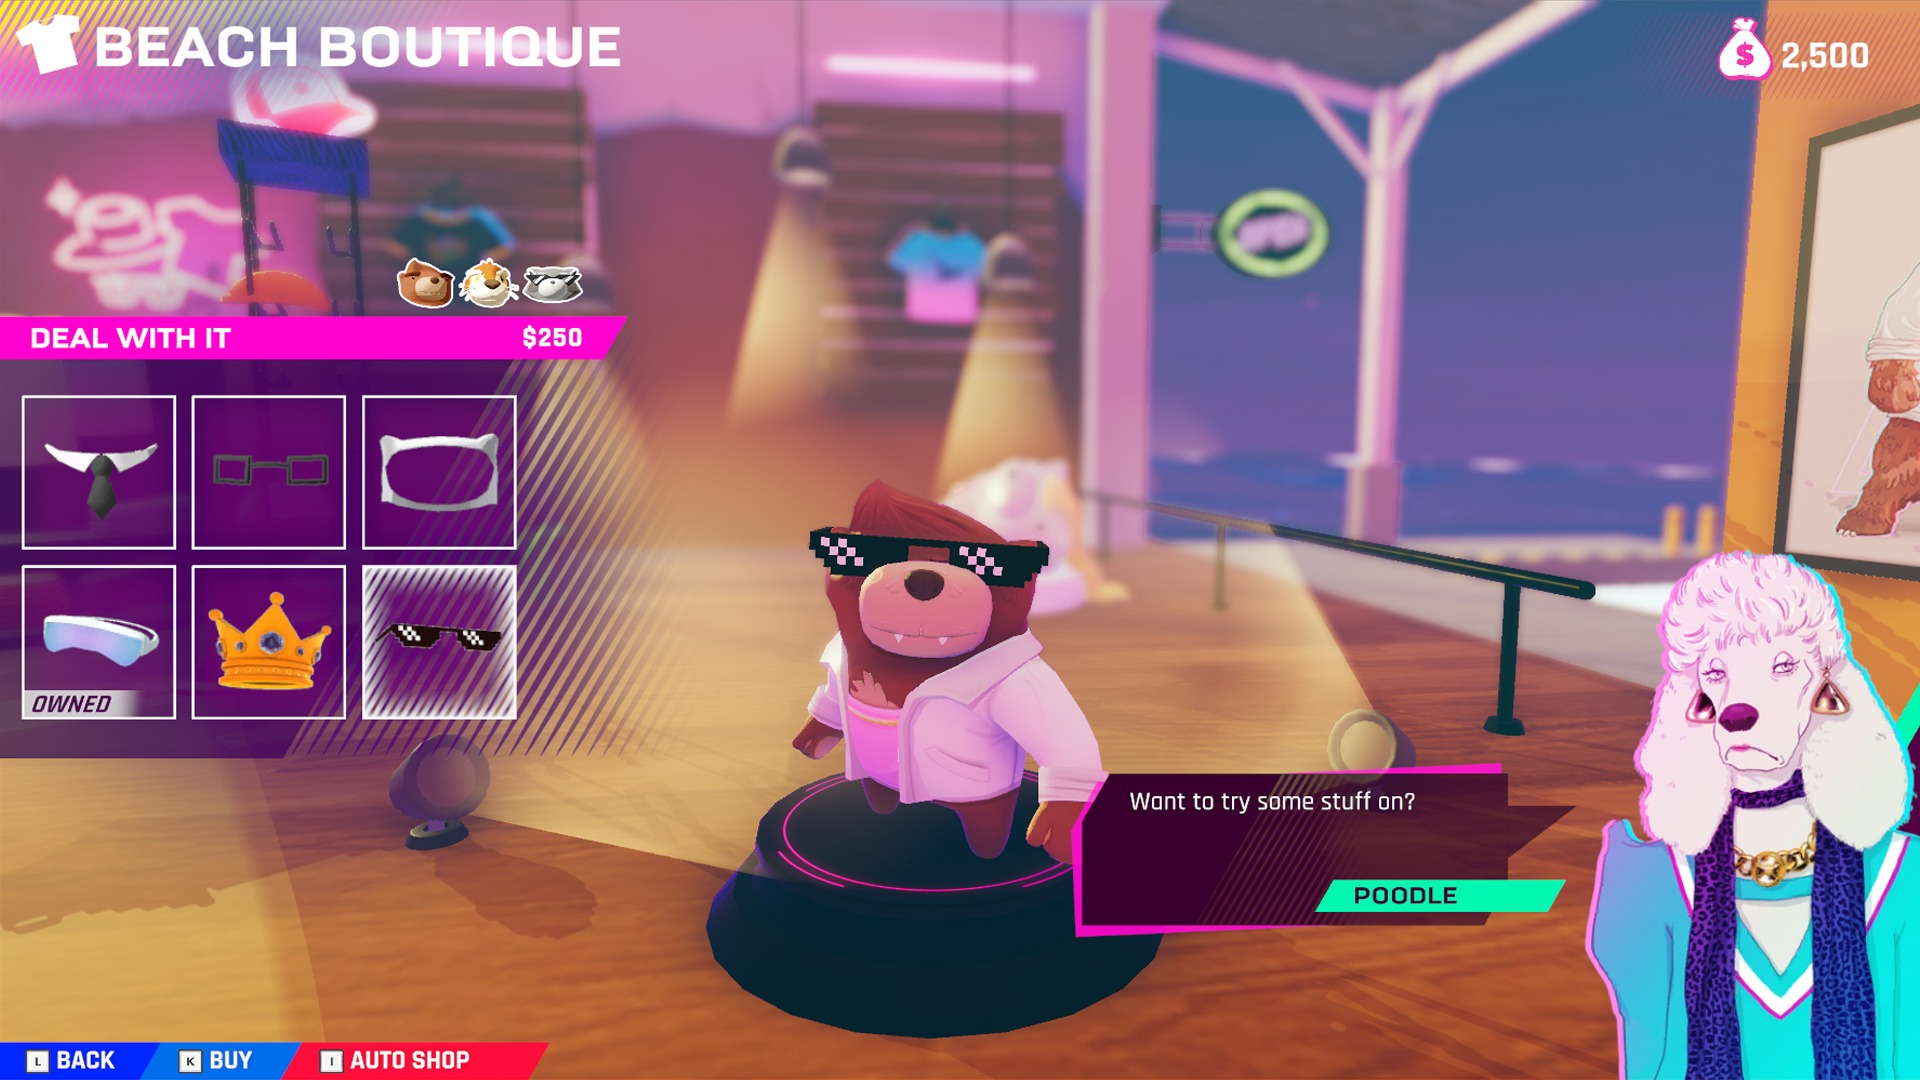 BEACH BOUTIQUE
$ 2,500
OPEN
DEAL WITH IT $250
OWNED
Want to try some stuff on?
POODLE
L BACK K BUY I AUTO SHOP